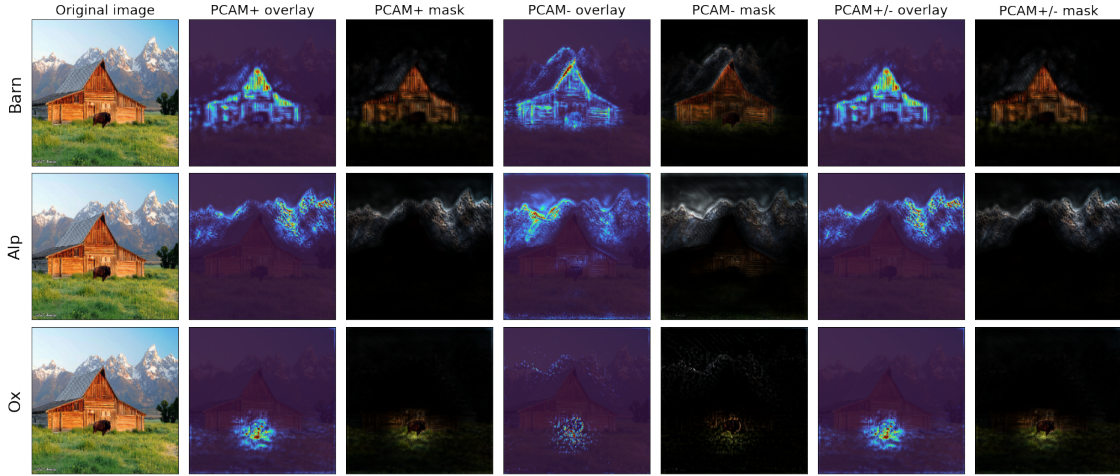 Original image PCAM+ overlay PCAM+ mask PCAM- overlay PCAM- mask PCAM+/- overlay PCAM+/- mask
Barn
Alp
Ox